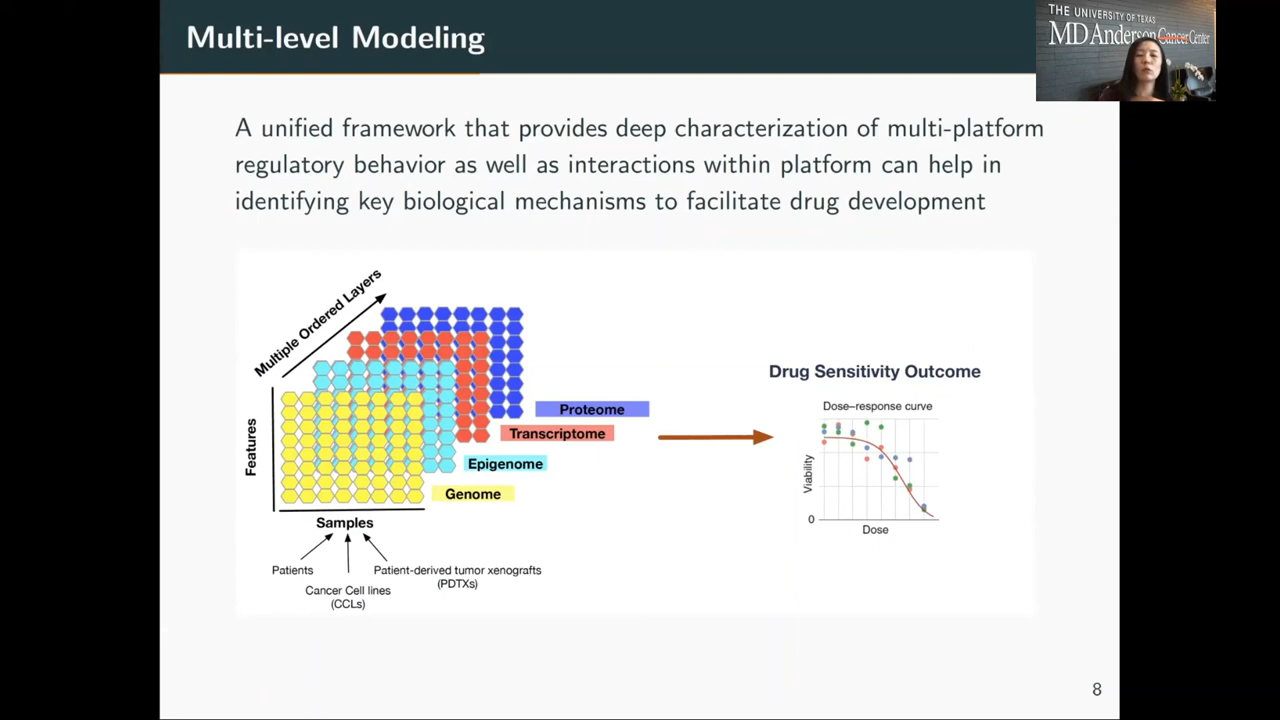 Multi-level Modeling
THE UNIVERSITY OF TEXAS
MD Anderson Cancer Center
A unified framework that provides deep characterization of multi-platform
regulatory behavior as well as interactions within platform can help in
identifying key biological mechanisms to facilitate drug development
Multiple Ordered Layers
Features
Proteome
Transcriptome
Epigenome
Genome
Samples
Patients
Cancer Cell lines
(CCLs)
Patient-derived tumor xenografts
(PDTXs)
Drug Sensitivity Outcome
Dose–response curve
Viability
0
Dose
8